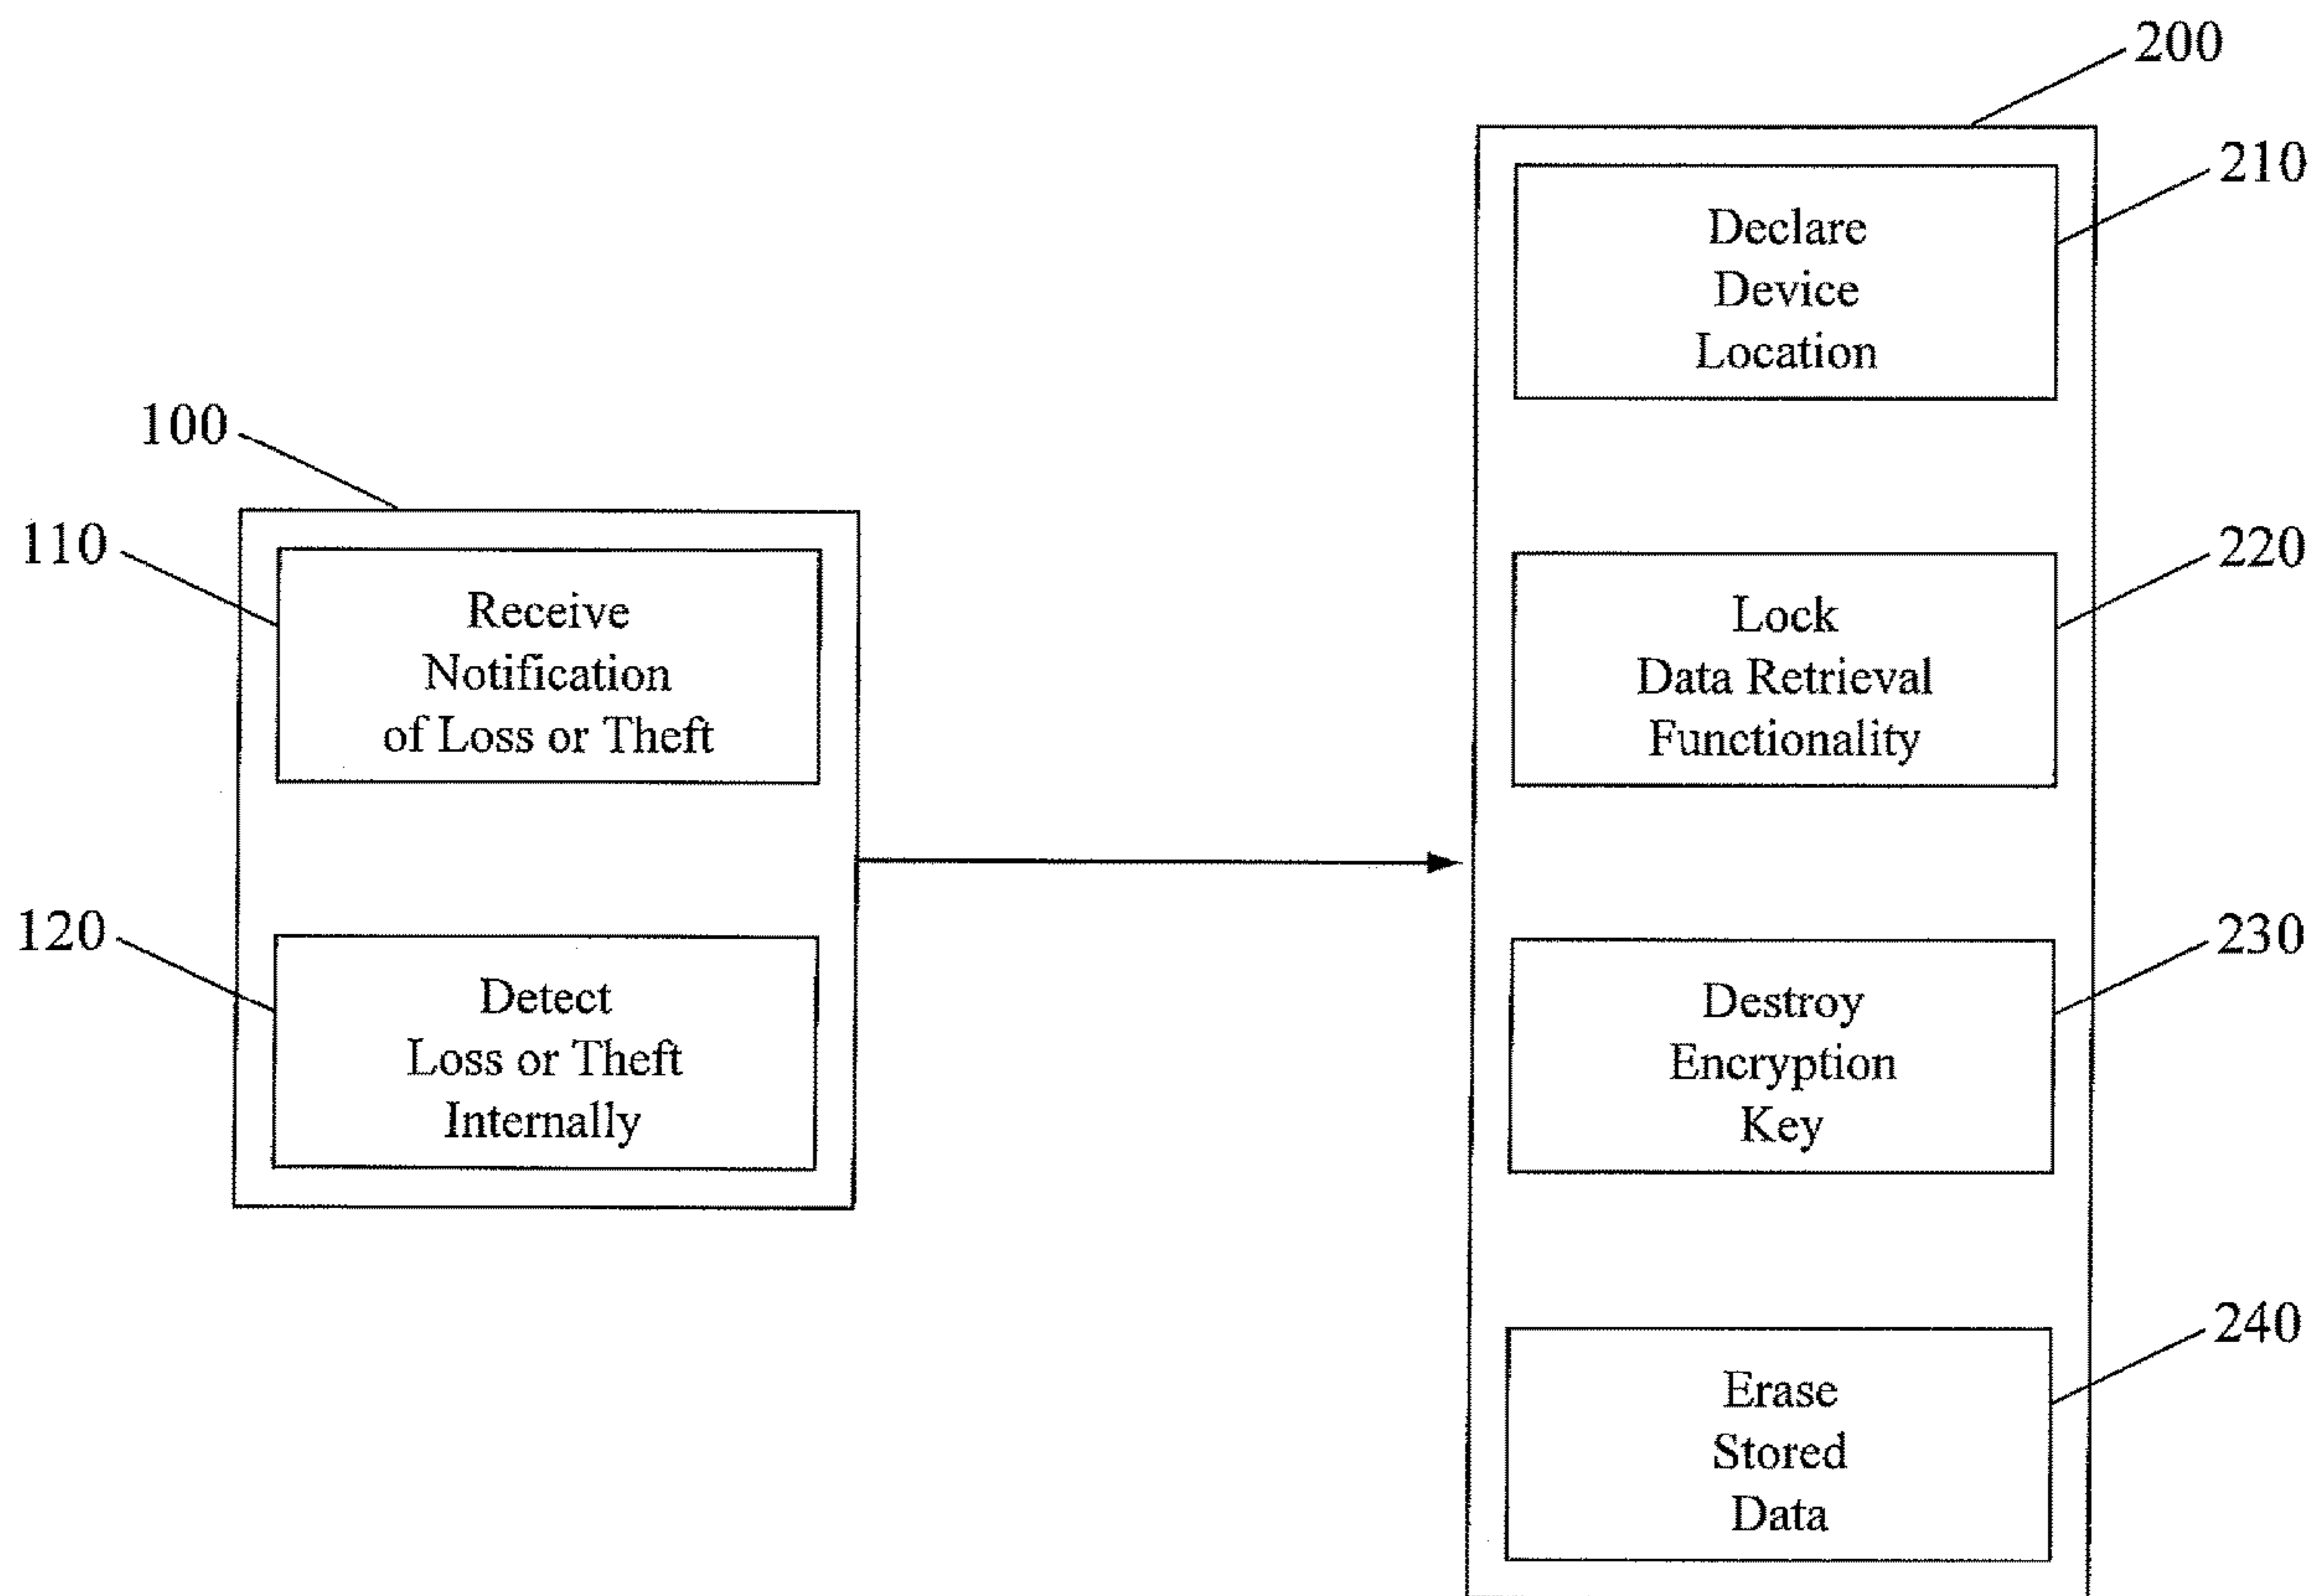 200
210
Declare
Device
Location
100
110
Receive
Notification
of Loss or Theft
220
Lock
Data Retrieval
Functionality
120
Detect
Loss or Theft
Internally
230
Destroy
Encryption
Key
240
Erase
Stored
Data